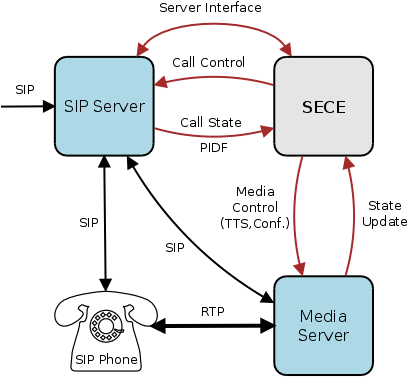 Server Interface
Call Control
SIP
SIP Server
SECE
Call State
PIDF
Media
Control
(TTS,Conf.)
State
Update
SIP
SIP
RTP
Media
Server
SIP Phone